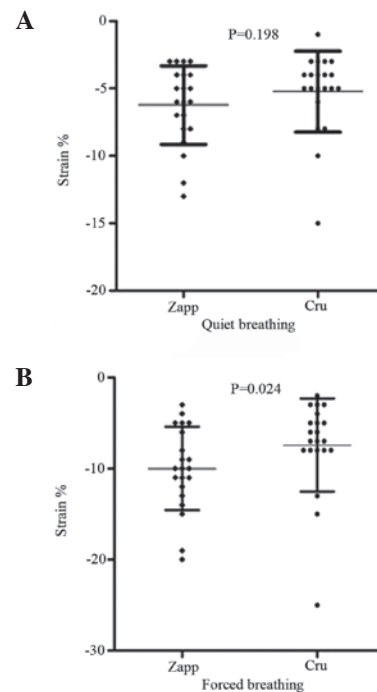 A
0
P=0.198
-5
-10
-15
-20
Strain %
Zapp
Cru
Quiet breathing
B
0
P=0.024
-10
-20
-30
Strain %
Zapp
Cru
Forced breathing